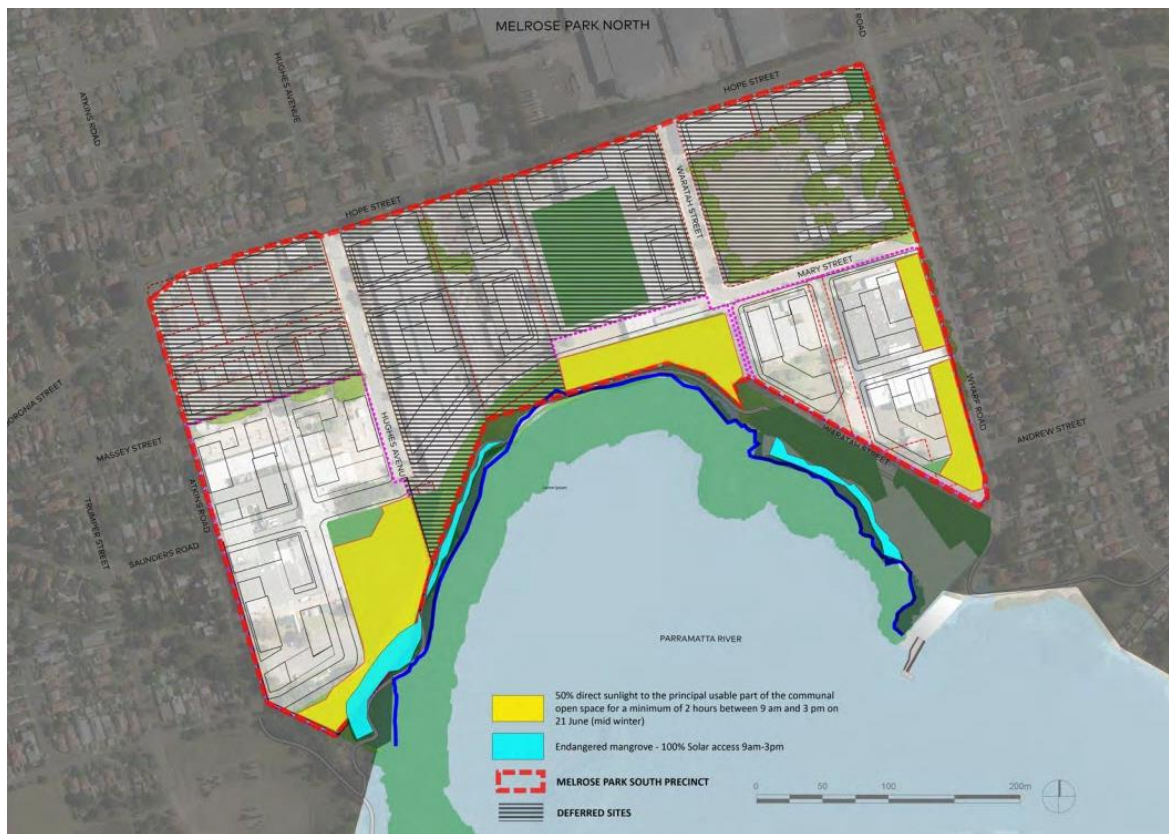 MELROSE PARK NORTH
ROAD
HUGHES AVENUE
ATKINS ROAD
HOPE STREET
HOPE STREET
WARATAH STREET
MARY STREET
WHARF ROAD
ANDREW STREET
WARATAH STREET
MASSEY STREET
HUGHES AVENUE
ATKINS ROAD
TRUMPER STREET
SAUNDERS ROAD
PARRAMATTA RIVER
50% direct sunlight to the principal usable part of the communal
open space for a minimum of 2 hours between 9 am and 3 pm on
21 June (mid winter)
Endangered mangrove - 100% Solar access 9am-3pm
MELROSE PARK SOUTH PRECINCT
DEFERRED SITES
0 50 100 200m